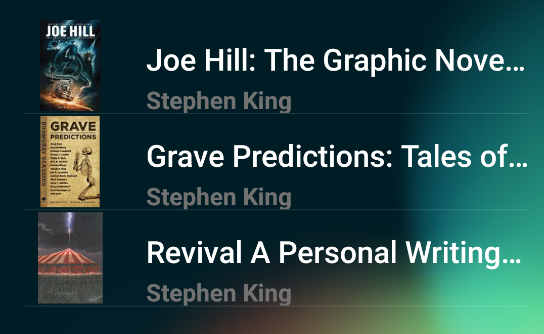 JOE HILL
Joe Hill: The Graphic Nove...
Stephen King
GRAVE
PREDICTIONS
Grave Predictions: Tales of...
Stephen King
Revival A Personal Writing...
Stephen King